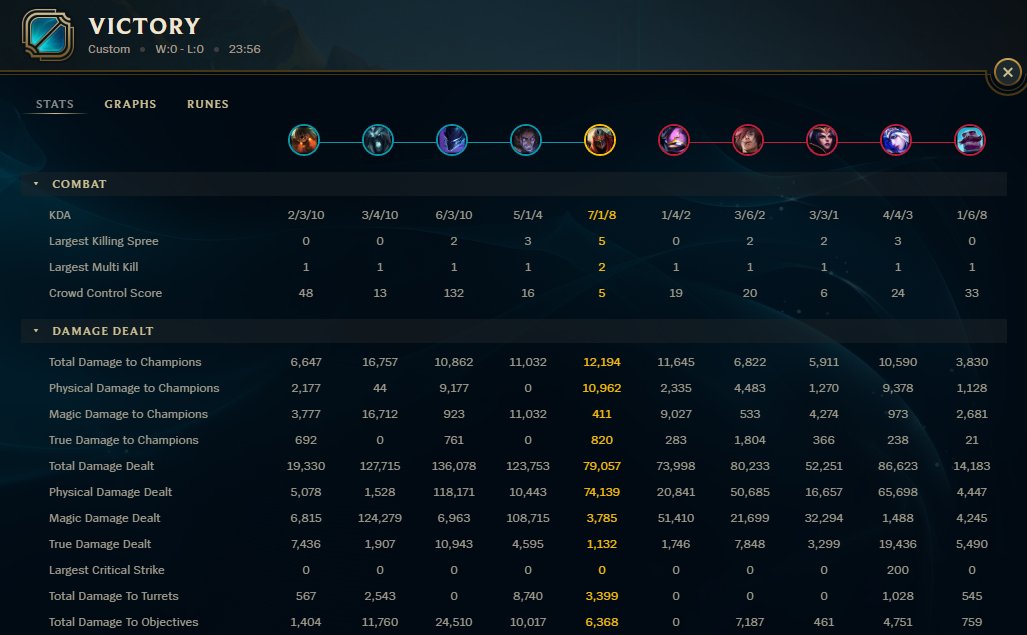 VICTORY
Custom • W:0 - L:0 • 23:56
STATS GRAPHS RUNES
COMBAT
KDA 2/3/10 3/4/10 6/3/10 5/1/4 7/1/8 1/4/2 3/6/2 3/3/1 4/4/3 1/6/8
Largest Killing Spree 0 0 2 3 5 0 2 2 3 0
Largest Multi Kill 1 1 1 1 2 1 1 1 1 1
Crowd Control Score 48 13 132 16 5 19 20 6 24 33
DAMAGE DEALT
Total Damage to Champions 6,647 16,757 10,862 11,032 12,194 11,645 6,822 5,911 10,590 3,830
Physical Damage to Champions 2,177 44 9,177 0 10,962 2,335 4,483 1,270 9,378 1,128
Magic Damage to Champions 3,777 16,712 923 11,032 411 9,027 533 4,274 973 2,681
True Damage to Champions 692 0 761 0 820 283 1,804 366 238 21
Total Damage Dealt 19,330 127,715 136,078 123,753 79,057 73,998 80,233 52,251 86,623 14,183
Physical Damage Dealt 5,078 1,528 118,171 10,443 74,139 20,841 50,685 16,657 65,698 4,447
Magic Damage Dealt 6,815 124,279 6,963 108,715 3,785 51,410 21,699 32,294 1,488 4,245
True Damage Dealt 7,436 1,907 10,943 4,595 1,132 1,746 7,848 3,299 19,436 5,490
Largest Critical Strike 0 0 0 0 0 0 0 0 200 0
Total Damage To Turrets 567 2,543 0 8,740 3,399 0 0 0 1,028 545
Total Damage To Objectives 1,404 11,760 24,510 10,017 6,368 0 7,187 461 4,751 759